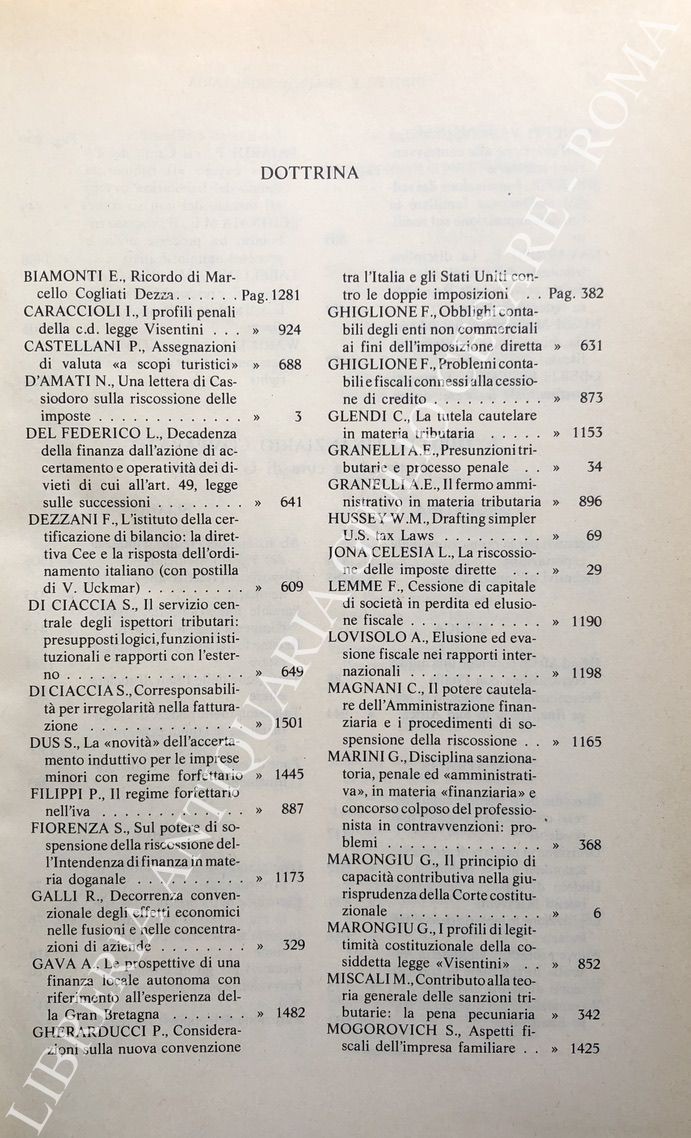 DOTTRINA
BIAMONTI E., Ricordo di Mar-
cello Cogliati Dezza. . . . . . Pag. 1281
CARACCIOLI I., I profili penali
della c.d. legge Visentini . . . » 924
CASTELLANI P., Assegnazioni
di valuta «a scopi turistici» » 688
D'AMATI N., Una lettera di Cas-
siodoro sulla riscossione delle
imposte . . . . . . . . . . . . » 3
DEL FEDERICO L., Decadenza
della finanza dall'azione di ac-
certamento e operatività dei di-
vieti di cui all'art. 49, legge
sulle successioni . . . . . . . . » 641
DEZZANI F., L'istituto della cer-
tificazione di bilancio: la diret-
tiva Cee e la risposta dell'ordi-
namento italiano (con postilla
di V. Uckmar) . . . . . . . . . » 609
DI CIACCIA S., Il servizio cen-
trale degli ispettori tributari:
presupposti logici, funzioni isti-
tuzionali e rapporti con l'ester-
no . . . . . . . . . . . . . . . » 649
DI CIACCIA S., Corresponsabili-
tà per irregolarità nella fattura-
zione . . . . . . . . . . . . . » 1501
DUS S., La «novità» dell'accerta-
mento induttivo per le imprese
minori con regime forfettario » 1445
FILIPPI P., Il regime forfettario
nell'iva . . . . . . . . . . . . » 887
FIORENZA S., Sul potere di so-
spensione della riscossione del-
l'Intendenza di finanza in mate-
ria doganale . . . . . . . . . . » 1173
GALLI R., Decorrenza conven-
zionale degli effetti economici
nelle fusioni e nelle concentra-
zioni di aziende . . . . . . . . » 329
GAVA A., Le prospettive di una
finanza locale autonoma con
riferimento all'esperienza del-
la Gran Bretagna . . . . . . . » 1482
GHERARDUCCI P., Considera-
zioni sulla nuova convenzione
tra l'Italia e gli Stati Uniti con-
tro le doppie imposizioni . . Pag. 382
GHIGLIONE F., Obblighi conta-
bili degli enti non commerciali
ai fini dell'imposizione diretta » 631
GHIGLIONE F., Problemi conta-
bili e fiscali connessi alla cessio-
ne di credito . . . . . . . . . . » 873
GLENDI C., La tutela cautelare
in materia tributaria . . . . . » 1153
GRANELLI A.E., Presunzioni tri-
butarie e processo penale . . » 34
GRANELLI A.E., Il fermo ammi-
nistrativo in materia tributaria » 896
HUSSEY W.M., Drafting simpler
U.S. tax Laws . . . . . . . . . » 69
JONA CELESIA L., La riscossio-
ne delle imposte dirette . . . » 29
LEMME F., Cessione di capitale
di società in perdita ed elusio-
ne fiscale . . . . . . . . . . . . » 1190
LOVISOLO A., Elusione ed eva-
sione fiscale nei rapporti inter-
nazionali . . . . . . . . . . . . » 1198
MAGNANI C., Il potere cautela-
re dell'Amministrazione finan-
ziaria e i procedimenti di so-
spensione della riscossione . . » 1165
MARINI G., Disciplina sanziona-
toria, penale ed «amministrati-
va», in materia «finanziaria» e
concorso colposo del professio-
nista in contravvenzioni: pro-
blemi . . . . . . . . . . . . . . » 368
MARONGIU G., Il principio di
capacità contributiva nella giu-
risprudenza della Corte costitu-
zionale . . . . . . . . . . . . . » 6
MARONGIU G., I profili di legit-
timità costituzionale della co-
siddetta legge «Visentini» . . » 852
MISCALI M., Contributo alla teo-
ria generale delle sanzioni tri-
butarie: la pena pecuniaria » 342
MOGOROVICH S., Aspetti fi-
scali dell'impresa familiare . . » 1425
LIBRERIA ANTIQUARIA GIULIO CESARE - ROMA